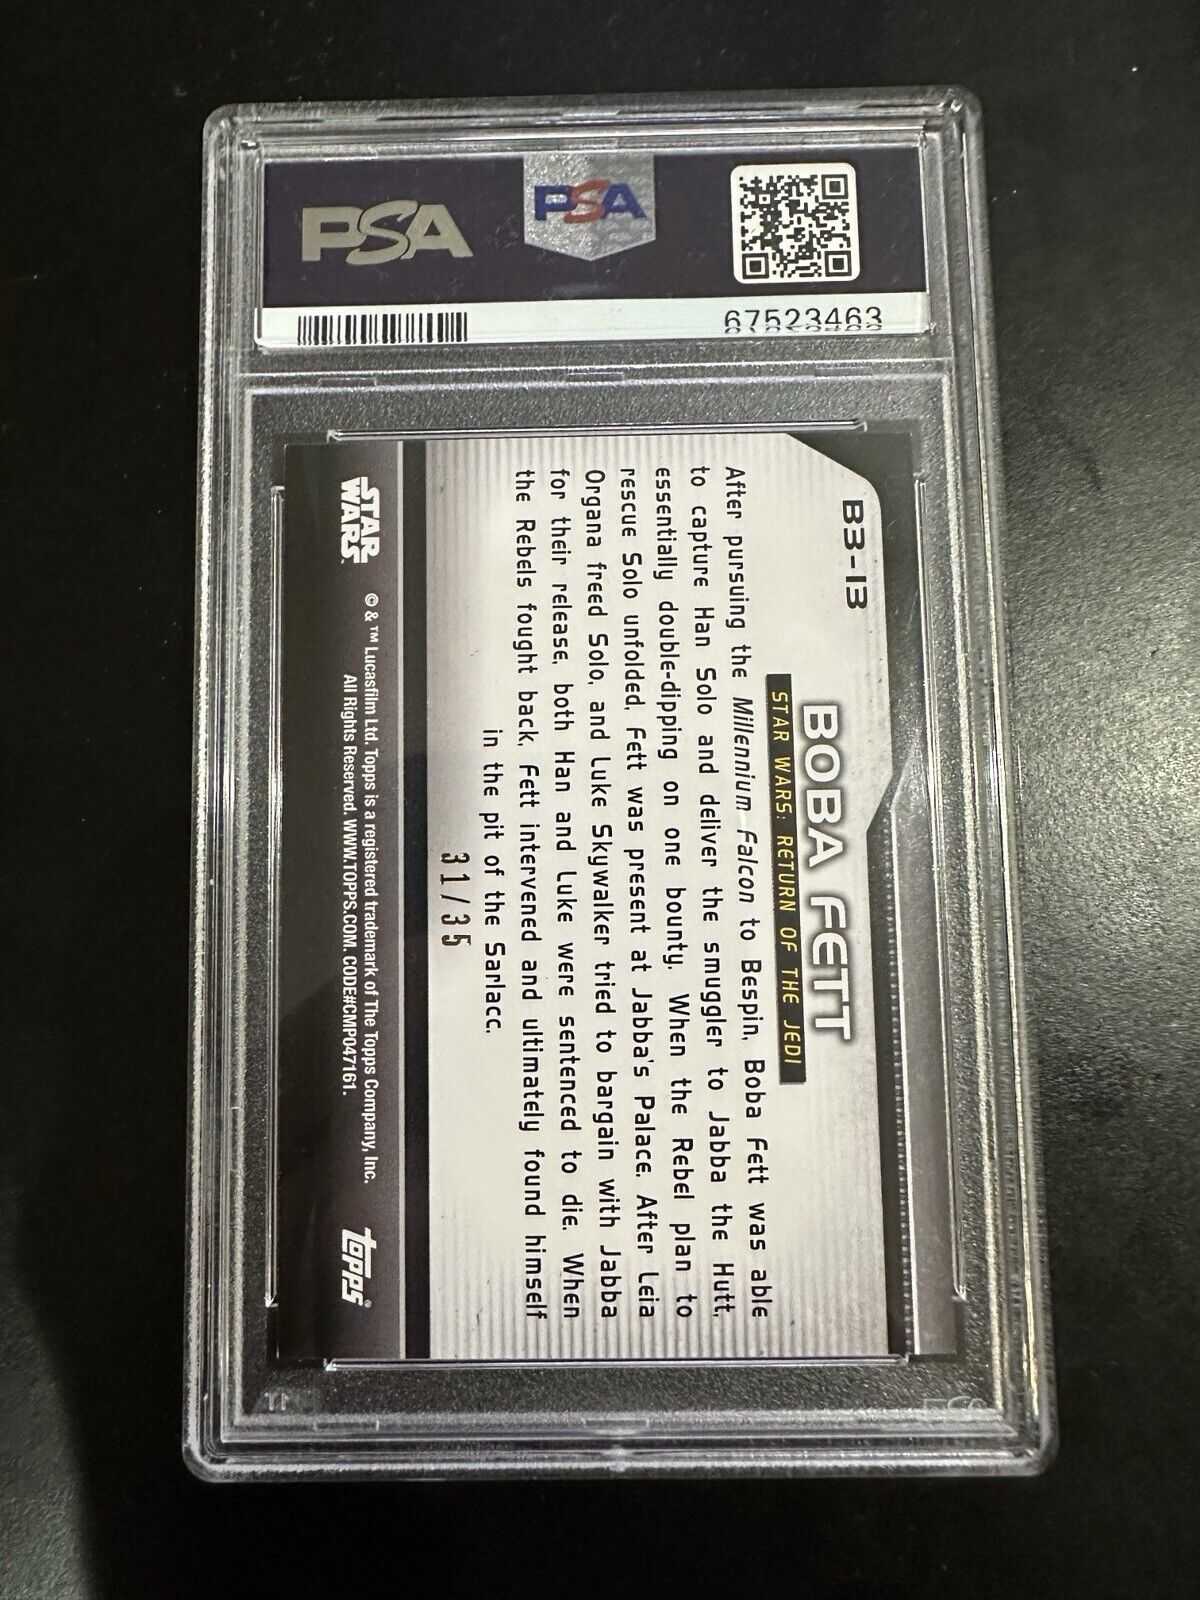 PSA
PSA
67523463
B3-13
BOBA FETT
STAR WARS: RETURN OF THE JEDI
After pursuing the Millennium Falcon to Bespin, Boba Fett was able
to capture Han Solo and deliver the smuggler to Jabba the Hutt,
essentially double-dipping on one bounty. When the Rebel plan to
rescue Solo unfolded, Fett was present at Jabba's Palace. After Leia
Organa freed Solo, and Luke Skywalker tried to bargain with Jabba
for their release, both Han and Luke were sentenced to die. When
the Rebels fought back, Fett intervened and ultimately found himself
in the pit of the Sarlacc.
31/35
STAR
WARS
© & ™ Lucasfilm Ltd. Topps is a registered trademark of The Topps Company, Inc.
All Rights Reserved. WWW.TOPPS.COM. CODE#CMP047161.
Topps®